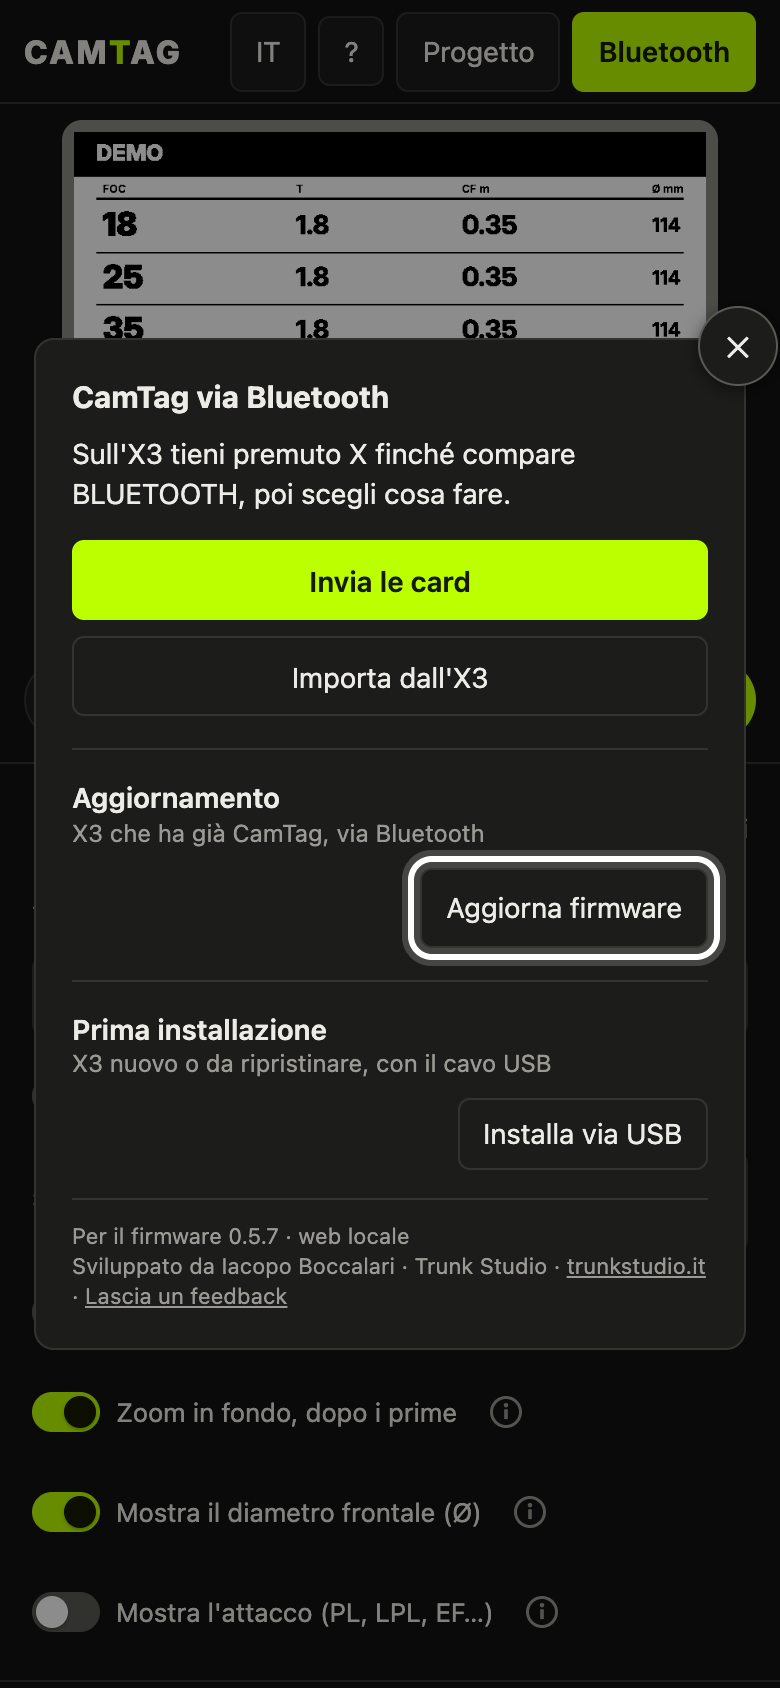 CAMTAG
IT
?
Progetto
Bluetooth
DEMO
FOC T CF m Ø mm
18 1.8 0.35 114
25 1.8 0.35 114
35 1.8 0.35 114
CamTag via Bluetooth
Sull'X3 tieni premuto X finché compare
BLUETOOTH, poi scegli cosa fare.
Invia le card
Importa dall'X3
Aggiornamento
X3 che ha già CamTag, via Bluetooth
Aggiorna firmware
Prima installazione
X3 nuovo o da ripristinare, con il cavo USB
Installa via USB
Per il firmware 0.5.7 · web locale
Sviluppato da Iacopo Boccalari · Trunk Studio · trunkstudio.it
· Lascia un feedback
Zoom in fondo, dopo i prime
Mostra il diametro frontale (Ø)
Mostra l'attacco (PL, LPL, EF...)